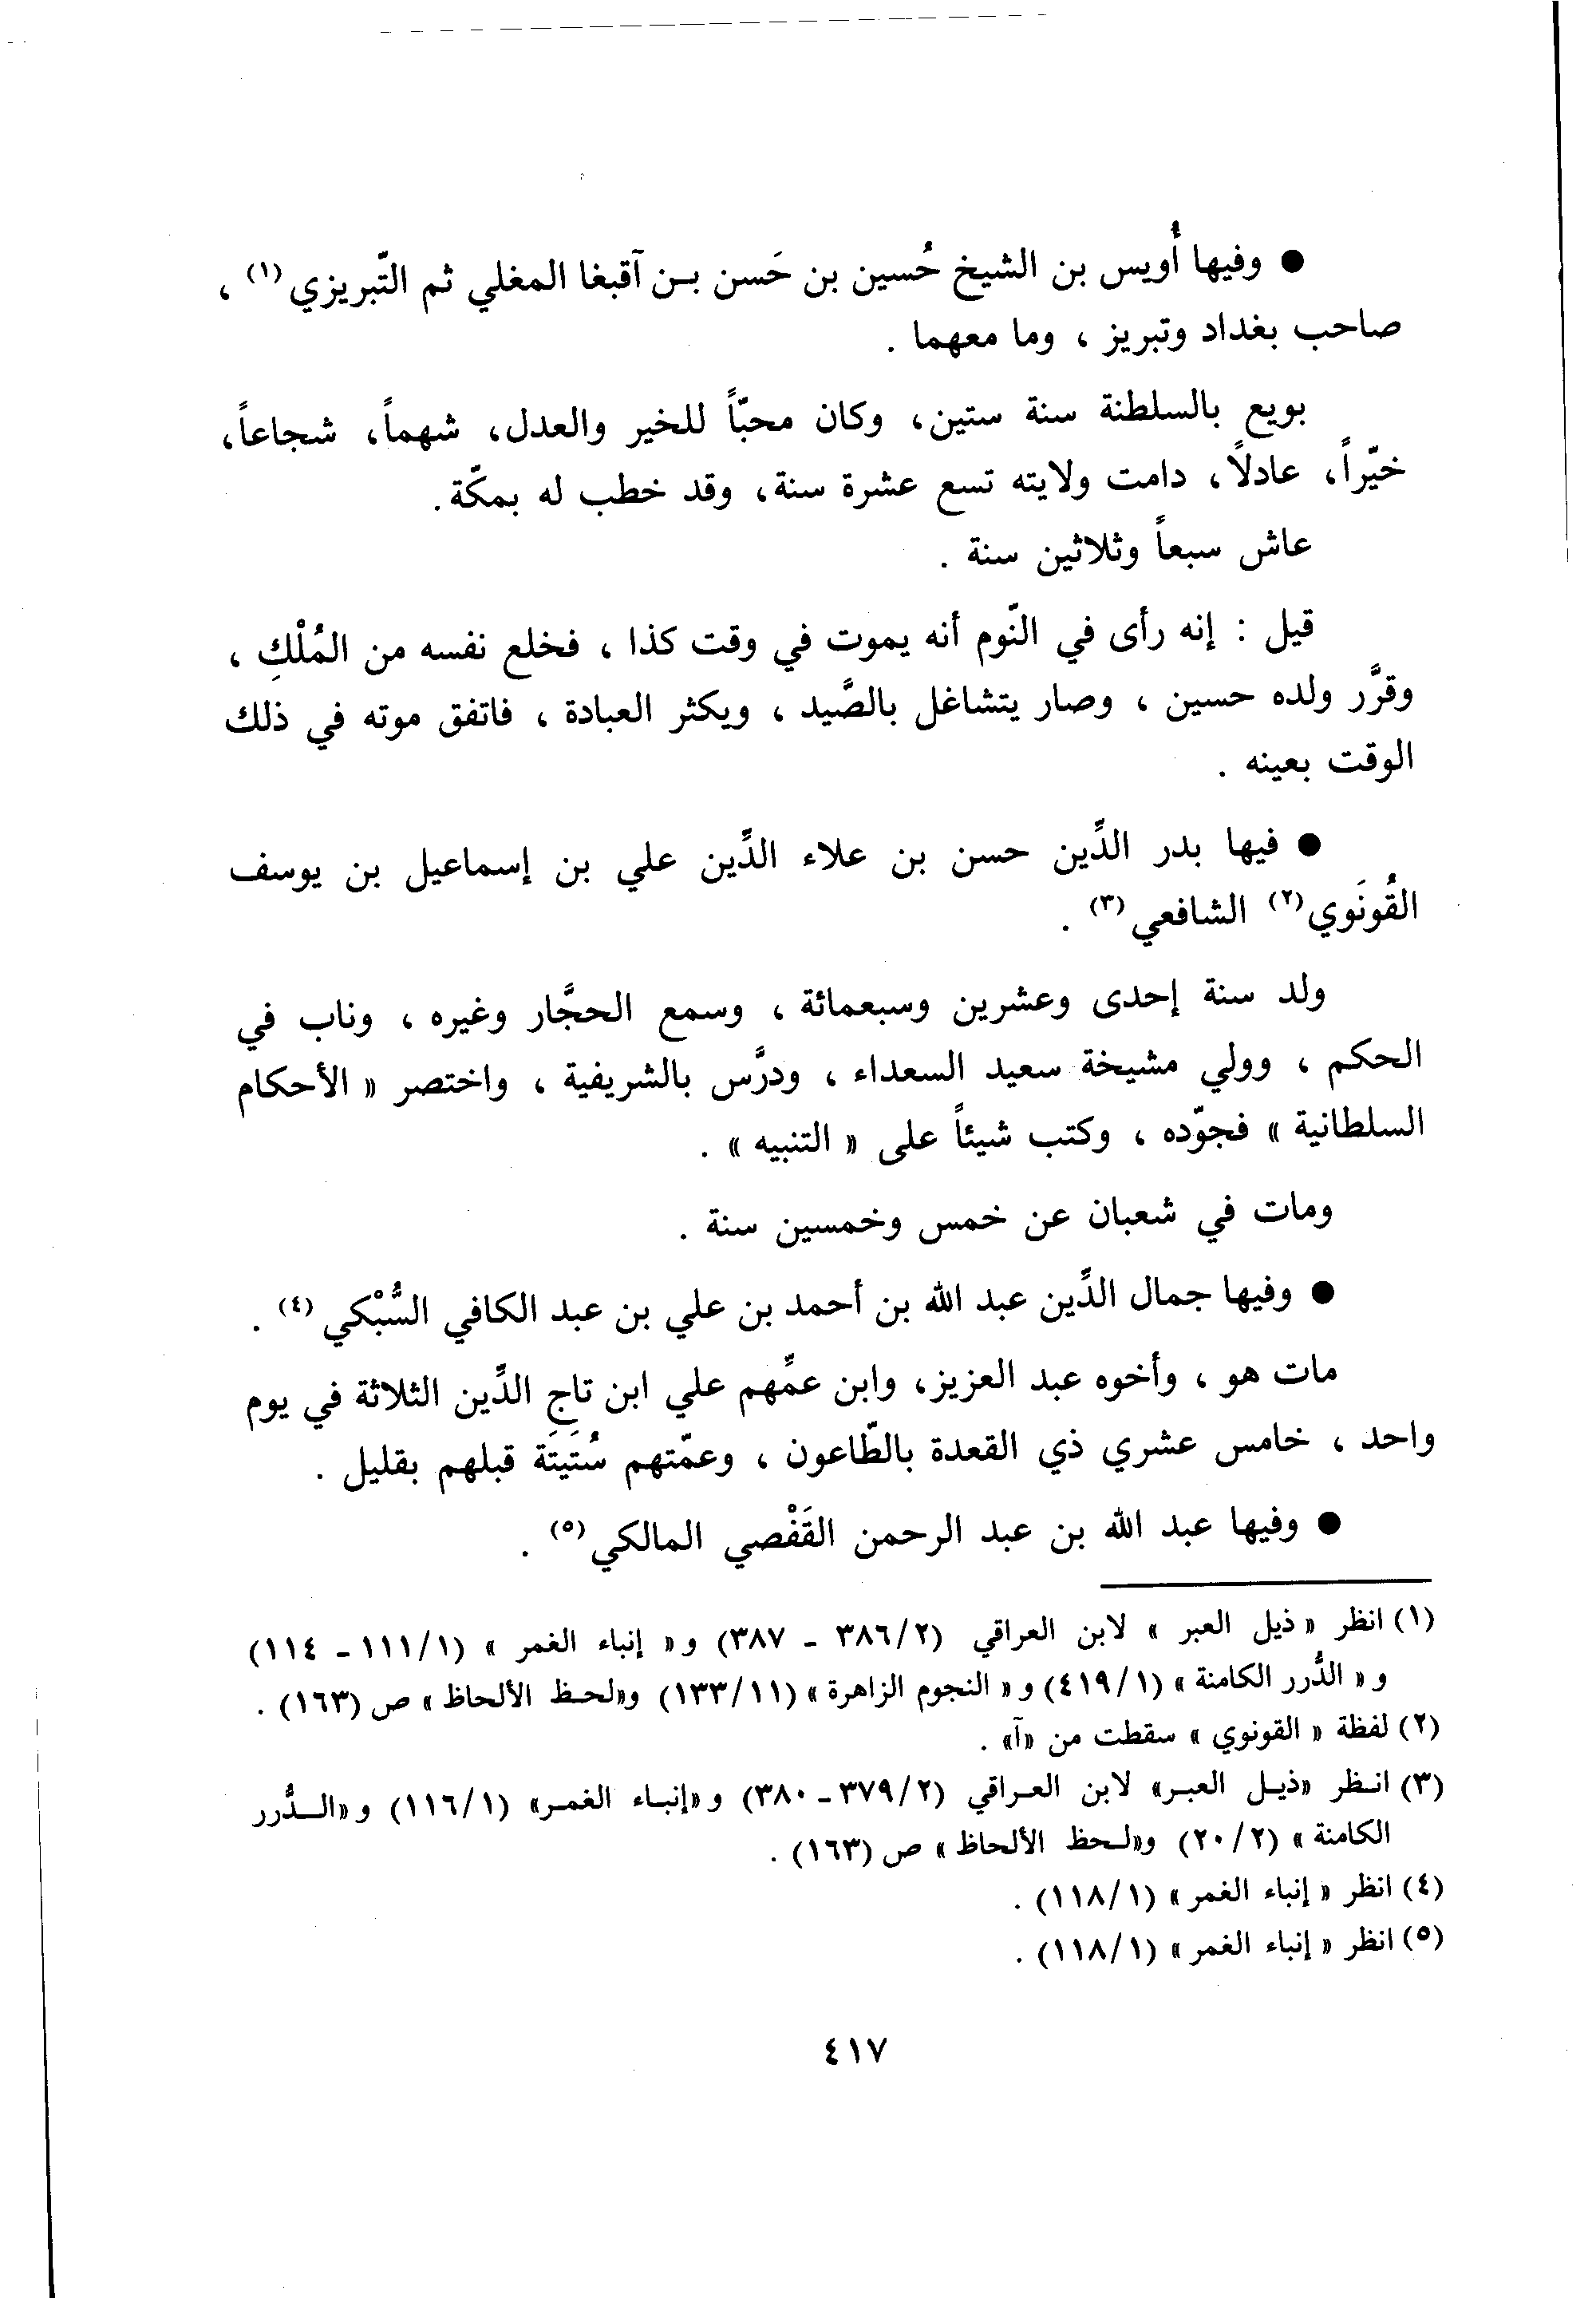 ● وفيها أُويس بن الشيخ حُسين بن حَسن بـن آقبغا المغلي ثم التّبريزي (١) ،
صاحب بغداد وتبريز ، وما معهما .
بويع بالسلطنة سنة ستين، وكان محبّاً للخير والعدل، شهماً، شجاعاً،
خيّراً، عادلاً، دامت ولايته تسع عشرة سنة، وقد خطب له بمكّة.
عاش سبعاً وثلاثين سنة .
قيل : إنه رأى في النّوم أنه يموت في وقت كذا ، فخلع نفسه من المُلْكِ ،
وقرَّر ولده حسين ، وصار يتشاغل بالصَّيد ، ويكثر العبادة ، فاتفق موته في ذلك
الوقت بعينه .
● فيها بدر الدِّين حسن بن علاء الدِّين علي بن إسماعيل بن يوسف
القُونَوي (٢) الشافعي (٣) .
ولد سنة إحدى وعشرين وسبعمائة ، وسمع الحجَّار وغيره ، وناب في
الحكم ، وولي مشيخة سعيد السعداء ، ودرَّس بالشريفية ، واختصر « الأحكام
السلطانية » فجوّده ، وكتب شيئاً على « التنبيه » .
ومات في شعبان عن خمس وخمسين سنة .
● وفيها جمال الدِّين عبد الله بن أحمد بن علي بن عبد الكافي السُّبْكي (٤) .
مات هو ، وأخوه عبد العزيز، وابن عمِّهم علي ابن تاجِ الدِّين الثلاثة في يوم
واحد ، خامس عشري ذي القعدة بالطّاعون ، وعمّتهم سُتَيتَة قبلهم بقليل .
● وفيها عبد الله بن عبد الرحمن القَفْصي المالكي (٥) .
(١) انظر « ذيل العبر » لابن العراقي (٢/ ٣٨٦ ـ ٣٨٧) و « إنباء الغمر » (١/ ١١١ ـ ١١٤)
و « الدُّرر الكامنة » (١/ ٤١٩) و « النجوم الزاهرة » (١١/ ١٣٣) و«لحـظ الألحاظ » ص (١٦٣) .
(٢) لفظة « القونوي » سقطت من «آ» .
(٣) انـظر «ذيـل العبـر» لابن العـراقي (٢/ ٣٧٩ ـ ٣٨٠) و «إنبـاء الغمـر» (١/ ١١٦) و «الـدُّرر
الكامنة » (٢/ ٢٠) و«لـحظ الألحاظ » ص (١٦٣) .
(٤) انظر « إنباء الغمر » (١/ ١١٨) .
(٥) انظر « إنباء الغمر » (١/ ١١٨) .
٤١٧